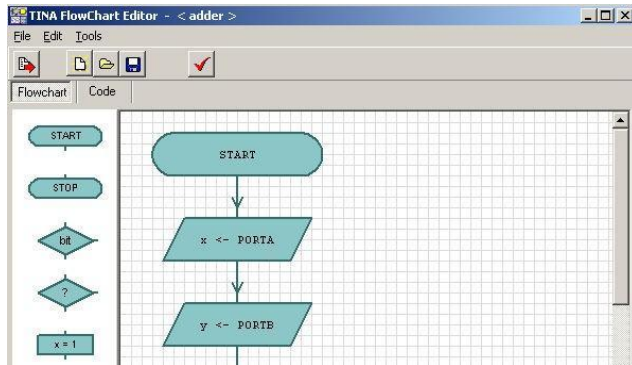 TINA FlowChart Editor - < adder >
File Edit Tools
Flowchart Code
START
STOP
bit
?
x = 1
START
x <- PORTA
y <- PORTB